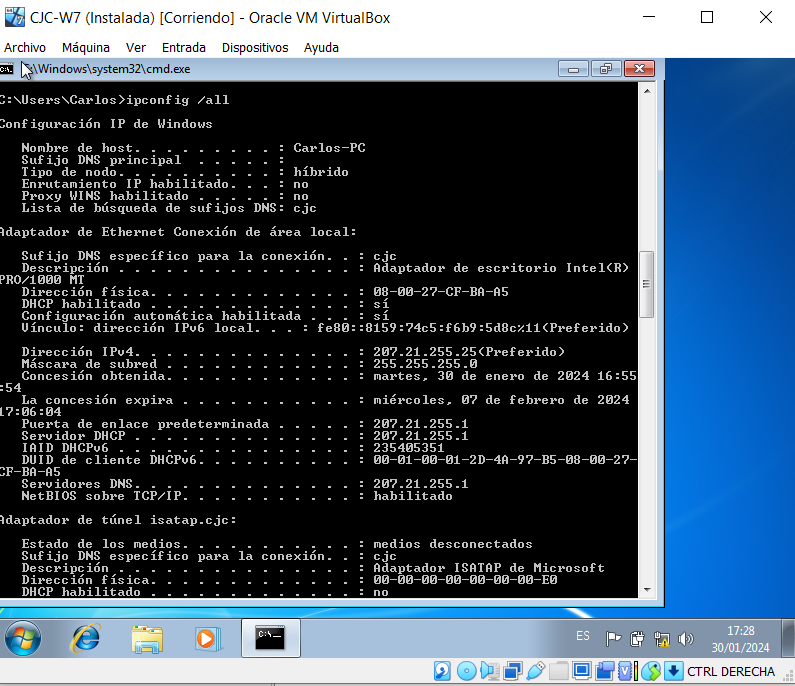 CJC-W7 (Instalada) [Corriendo] - Oracle VM VirtualBox
Archivo Máquina Ver Entrada Dispositivos Ayuda
C:\ :\Windows\system32\cmd.exe
C:\Users\Carlos>ipconfig /all
Configuración IP de Windows
Nombre de host. . . . . . . . . : Carlos-PC
Sufijo DNS principal . . . . . :
Tipo de nodo. . . . . . . . . . : híbrido
Enrutamiento IP habilitado. . . : no
Proxy WINS habilitado . . . . . : no
Lista de búsqueda de sufijos DNS: cjc
Adaptador de Ethernet Conexión de área local:
Sufijo DNS específico para la conexión. . : cjc
Descripción . . . . . . . . . . . . . . . : Adaptador de escritorio Intel(R)
PRO/1000 MT
Dirección física. . . . . . . . . . . . . : 08-00-27-CF-BA-A5
DHCP habilitado . . . . . . . . . . . . . : sí
Configuración automática habilitada . . . : sí
Vínculo: dirección IPv6 local. . . : fe80::8159:74c5:f6b9:5d8c%11(Preferido)
Dirección IPv4. . . . . . . . . . . . . . : 207.21.255.25(Preferido)
Máscara de subred . . . . . . . . . . . . : 255.255.255.0
Concesión obtenida. . . . . . . . . . . . : martes, 30 de enero de 2024 16:55
:54
La concesión expira . . . . . . . . . . . : miércoles, 07 de febrero de 2024
17:06:04
Puerta de enlace predeterminada . . . . . : 207.21.255.1
Servidor DHCP . . . . . . . . . . . . . . : 207.21.255.1
IAID DHCPv6 . . . . . . . . . . . . . . . : 235405351
DUID de cliente DHCPv6. . . . . . . . . . : 00-01-00-01-2D-4A-97-B5-08-00-27-
CF-BA-A5
Servidores DNS. . . . . . . . . . . . . . : 207.21.255.1
NetBIOS sobre TCP/IP. . . . . . . . . . . : habilitado
Adaptador de túnel isatap.cjc:
Estado de los medios. . . . . . . . . . . : medios desconectados
Sufijo DNS específico para la conexión. . : cjc
Descripción . . . . . . . . . . . . . . . : Adaptador ISATAP de Microsoft
Dirección física. . . . . . . . . . . . . : 00-00-00-00-00-00-00-E0
DHCP habilitado . . . . . . . . . . . . . : no
C:\
ES
17:28
30/01/2024
CTRL DERECHA